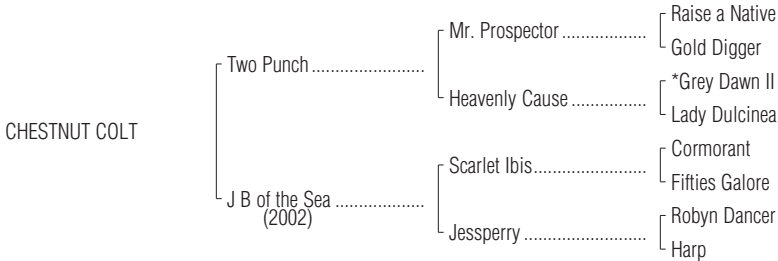 Raise a Native
Mr. Prospector ..................
Gold Digger
Two Punch ........................
*Grey Dawn II
Heavenly Cause ................
Lady Dulcinea
CHESTNUT COLT
Cormorant
Scarlet Ibis........................
Fifties Galore
J B of the Sea ...................
(2002)
Robyn Dancer
Jessperry ..........................
Harp